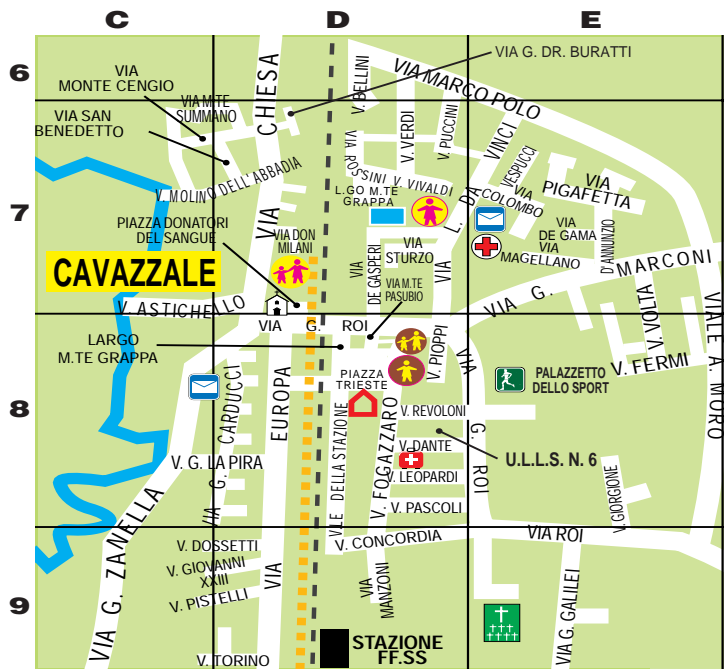 C
D
E
6
7
8
9
VIA
MONTE CENGIO
VIA G. DR. BURATTI
VIA MARCO POLO
VIA SAN
BENEDETTO
VIA M.TE
SUMMANO
VIA CHIESA
V. BELLINI
V. VERDI
V. PUCCINI
VIA ROSSINI
V. VIVALDI
VIA L. DA VINCI
VESPUCCI
VIA
COLOMBO
VIA
PIGAFETTA
V. MOLINO DELL'ABBADIA
L.GO M.TE
GRAPPA
PIAZZA DONATORI
DEL SANGUE
VIA DON
MILANI
VIA
STURZO
VIA
DE GASPERI
VIA
DE GAMA
VIA
MAGELLANO
D'ANNUNZIO
CAVAZZALE
VIA M.TE
PASUBIO
VIA G. MARCONI
V. ASTICHELLO
VIA G. ROI
LARGO
M.TE GRAPPA
V. PIOPPI
VIA G. ROI
VIA VOLTA
V. FERMI
VIALE A. MORO
PIAZZA
TRIESTE
PALAZZETTO
DELLO SPORT
VIA G. CARDUCCI
VIA EUROPA
V.LE DELLA STAZIONE
V. FOGAZZARO
V. REVOLONI
V. DANTE
U.L.L.S. N. 6
V. LEOPARDI
V. G. LA PIRA
V. PASCOLI
V. GIORGIONE
VIA G. ZANELLA
V. CONCORDIA
VIA ROI
V. DOSSETTI
V. GIOVANNI
XXIII
V. PISTELLI
VIA
MANZONI
VIA G. GALILEI
V. TORINO
STAZIONE
FF.SS